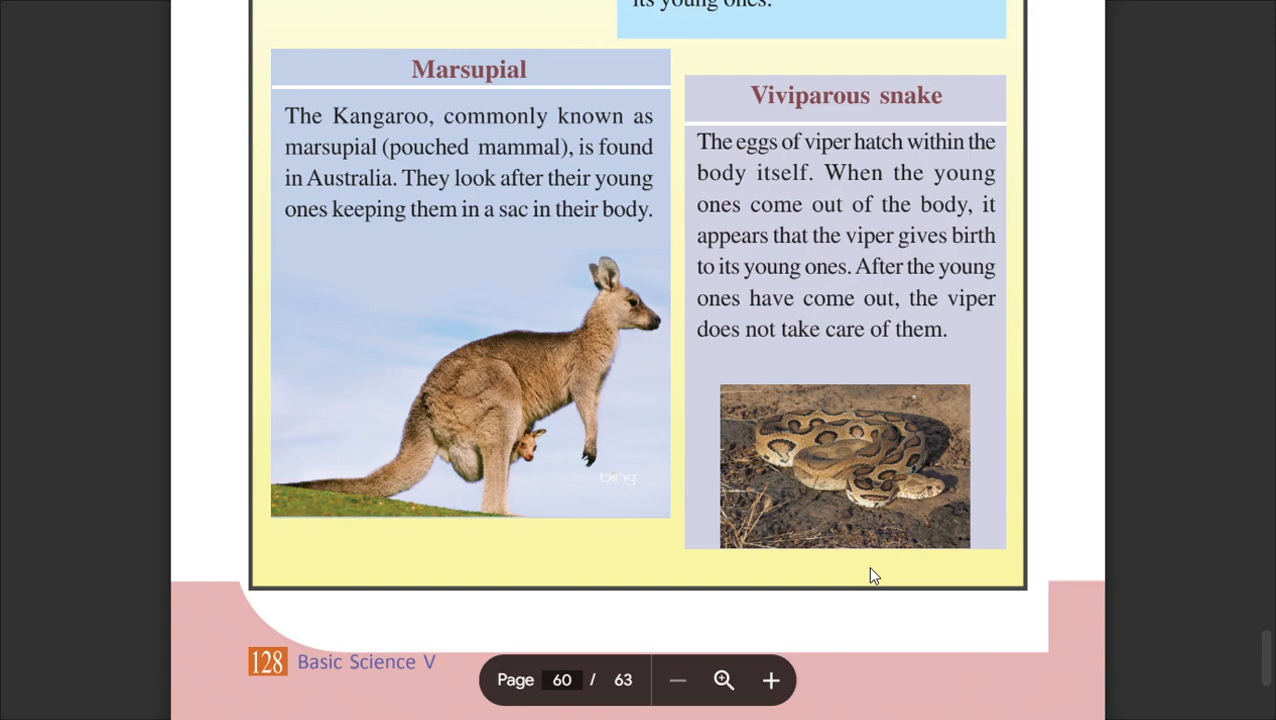 its young ones.
Marsupial
The Kangaroo, commonly known as
marsupial (pouched mammal), is found
in Australia. They look after their young
ones keeping them in a sac in their body.
bing
Viviparous snake
The eggs of viper hatch within the
body itself. When the young
ones come out of the body, it
appears that the viper gives birth
to its young ones. After the young
ones have come out, the viper
does not take care of them.
128 Basic Science V
Page 60 / 63